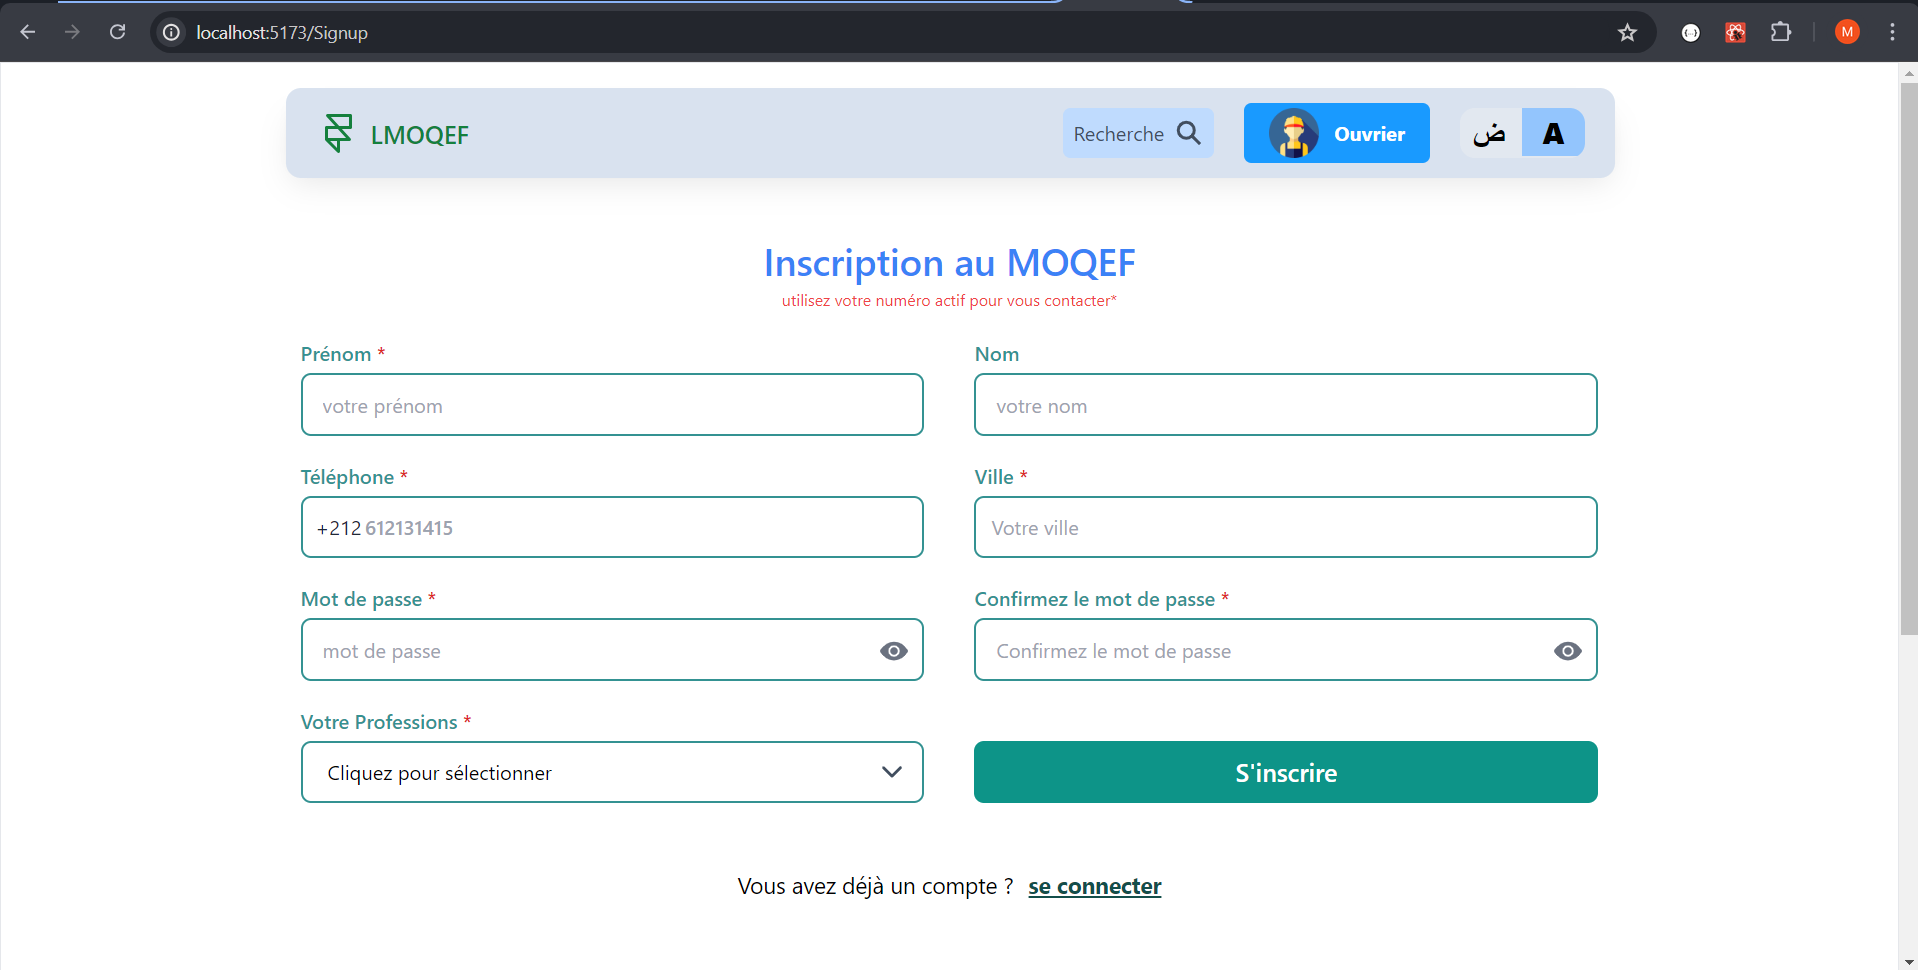 localhost:5173/Signup
M
LMOQEF
Recherche
Ouvrier
ض
A
Inscription au MOQEF
utilisez votre numéro actif pour vous contacter*
Prénom *
Nom
votre prénom
votre nom
Téléphone *
Ville *
+212 612131415
Votre ville
Mot de passe *
Confirmez le mot de passe *
mot de passe
Confirmez le mot de passe
Votre Professions *
Cliquez pour sélectionner
S'inscrire
Vous avez déjà un compte ? se connecter